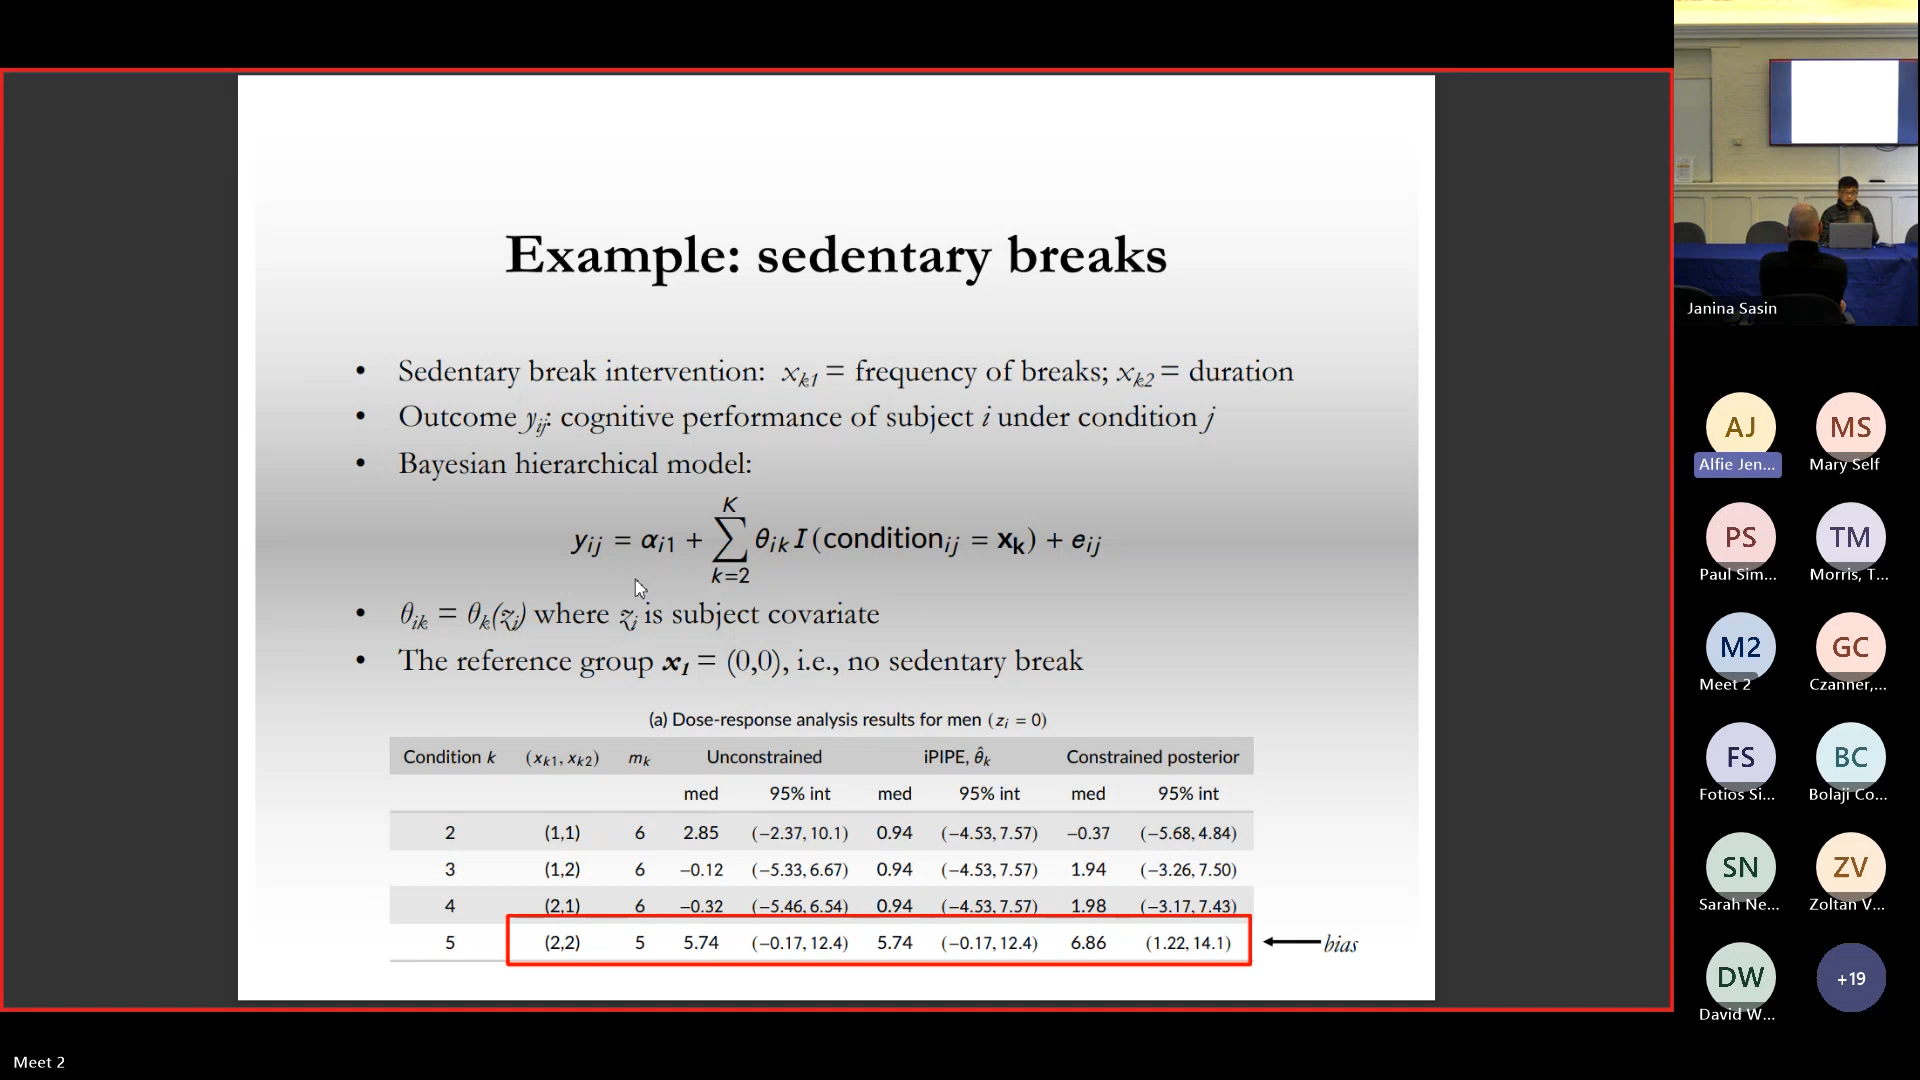 Example: sedentary breaks
• Sedentary break intervention: xk1 = frequency of breaks; xk2 = duration
• Outcome yij: cognitive performance of subject i under condition j
• Bayesian hierarchical model:
K
yij = αi1 + ∑ θik I (conditionij = xk) + eij
k=2
• θik = θk(zi) where zi is subject covariate
• The reference group x1 = (0,0), i.e., no sedentary break
(a) Dose-response analysis results for men (zi = 0)
Condition k (xk1, xk2) mk Unconstrained iPIPE, θ̂k Constrained posterior
med 95% int med 95% int med 95% int
2 (1,1) 6 2.85 (−2.37, 10.1) 0.94 (−4.53, 7.57) −0.37 (−5.68, 4.84)
3 (1,2) 6 −0.12 (−5.33, 6.67) 0.94 (−4.53, 7.57) 1.94 (−3.26, 7.50)
4 (2,1) 6 −0.32 (−5.46, 6.54) 0.94 (−4.53, 7.57) 1.98 (−3.17, 7.43)
5 (2,2) 5 5.74 (−0.17, 12.4) 5.74 (−0.17, 12.4) 6.86 (1.22, 14.1) bias
Janina Sasin
AJ MS
Alfie Jen... Mary Self
PS TM
Paul Sim... Morris, T...
M2 GC
Meet 2 Czanner,...
FS BC
Fotios Si... Bolaji Co...
SN ZV
Sarah Ne... Zoltan V...
DW +19
David W...
Meet 2